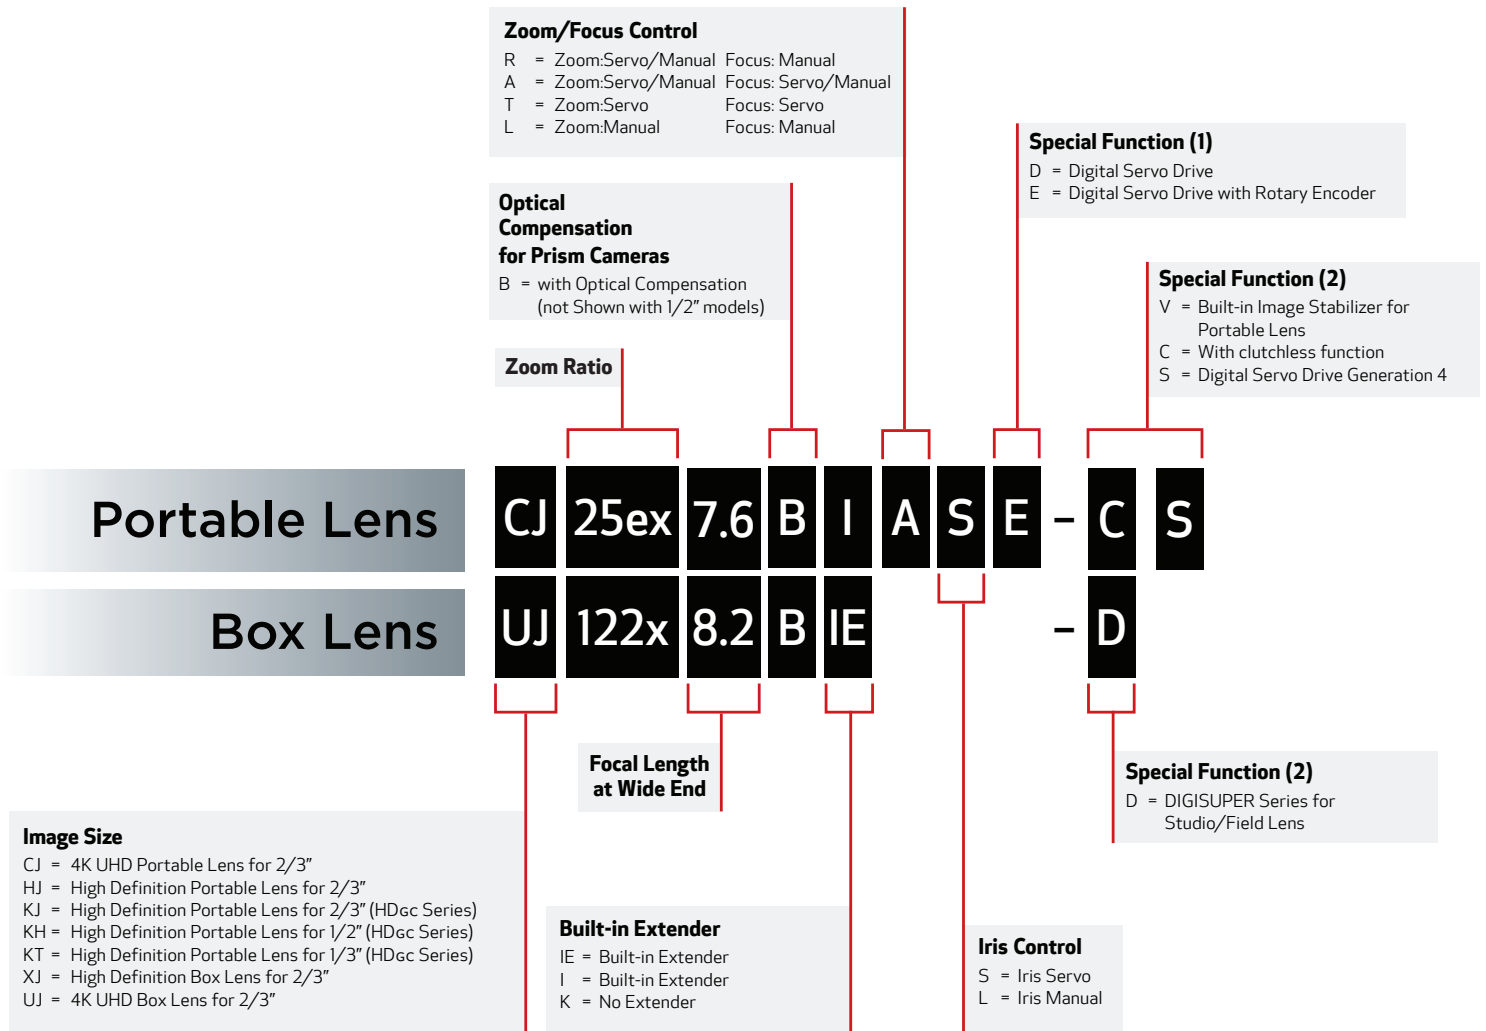 Zoom/Focus Control
R = Zoom:Servo/Manual Focus: Manual
A = Zoom:Servo/Manual Focus: Servo/Manual
T = Zoom:Servo Focus: Servo
L = Zoom:Manual Focus: Manual
Special Function (1)
D = Digital Servo Drive
E = Digital Servo Drive with Rotary Encoder
Optical
Compensation
for Prism Cameras
B = with Optical Compensation
(not Shown with 1/2" models)
Special Function (2)
V = Built-in Image Stabilizer for
Portable Lens
C = With clutchless function
S = Digital Servo Drive Generation 4
Zoom Ratio
Portable Lens CJ 25ex 7.6 B I A S E - C S
Box Lens UJ 122x 8.2 B IE - D
Focal Length
at Wide End
Special Function (2)
D = DIGISUPER Series for
Studio/Field Lens
Image Size
CJ = 4K UHD Portable Lens for 2/3"
HJ = High Definition Portable Lens for 2/3"
KJ = High Definition Portable Lens for 2/3" (HDGC Series)
KH = High Definition Portable Lens for 1/2" (HDGC Series)
KT = High Definition Portable Lens for 1/3" (HDGC Series)
XJ = High Definition Box Lens for 2/3"
UJ = 4K UHD Box Lens for 2/3"
Built-in Extender
IE = Built-in Extender
I = Built-in Extender
K = No Extender
Iris Control
S = Iris Servo
L = Iris Manual